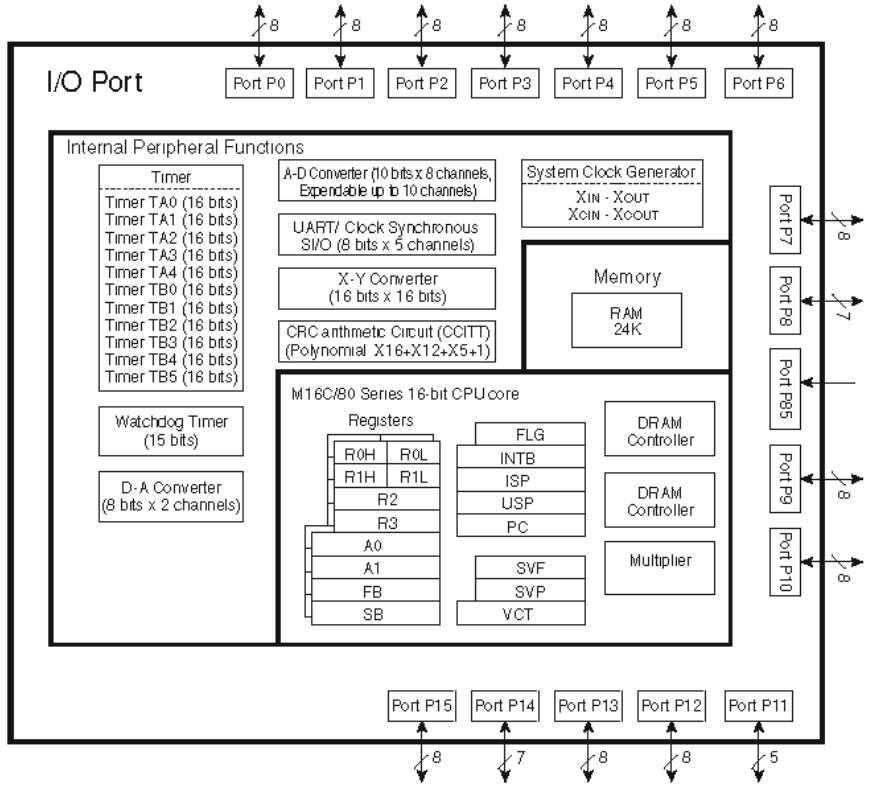 8 8 8 8 8 8 8
I/O Port
Port P0 Port P1 Port P2 Port P3 Port P4 Port P5 Port P6
Internal Peripheral Functions
Timer
Timer TA0 (16 bits)
Timer TA1 (16 bits)
Timer TA2 (16 bits)
Timer TA3 (16 bits)
Timer TA4 (16 bits)
Timer TB0 (16 bits)
Timer TB1 (16 bits)
Timer TB2 (16 bits)
Timer TB3 (16 bits)
Timer TB4 (16 bits)
Timer TB5 (16 bits)
Watchdog Timer
(15 bits)
D-A Converter
(8 bits x 2 channels)
A-D Converter (10 bits x 8 channels,
Expendable up to 10 channels)
UART/ Clock Synchronous
SI/O (8 bits x 5 channels)
X-Y Converter
(16 bits x 16 bits)
CRC arithmetic Circuit (CCITT)
(Polynomial X16+X12+X5+1)
System Clock Generator
XIN - XOUT
XCIN - XCOUT
Memory
RAM
24K
M16C/80 Series 16-bit CPU core
Registers
R0H R0L
R1H R1L
R2
R3
A0
A1
FB
SB
FLG
INTB
ISP
USP
PC
SVF
SVP
VCT
DRAM
Controller
DRAM
Controller
Multiplier
Port P7
8
Port P8
7
Port P85
Port P9
8
Port P10
8
Port P15 Port P14 Port P13 Port P12 Port P11
8 7 8 8 5